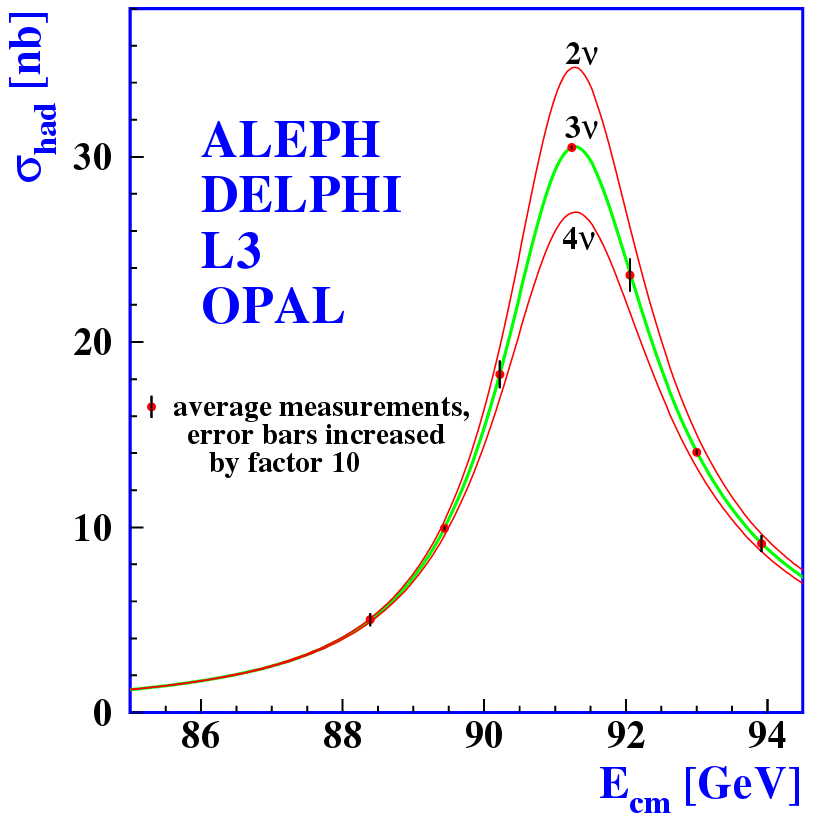 σhad [nb]
2ν
3ν
4ν
ALEPH
DELPHI
L3
OPAL
average measurements,
error bars increased
by factor 10
30
20
10
0
86 88 90 92 94
Ecm [GeV]